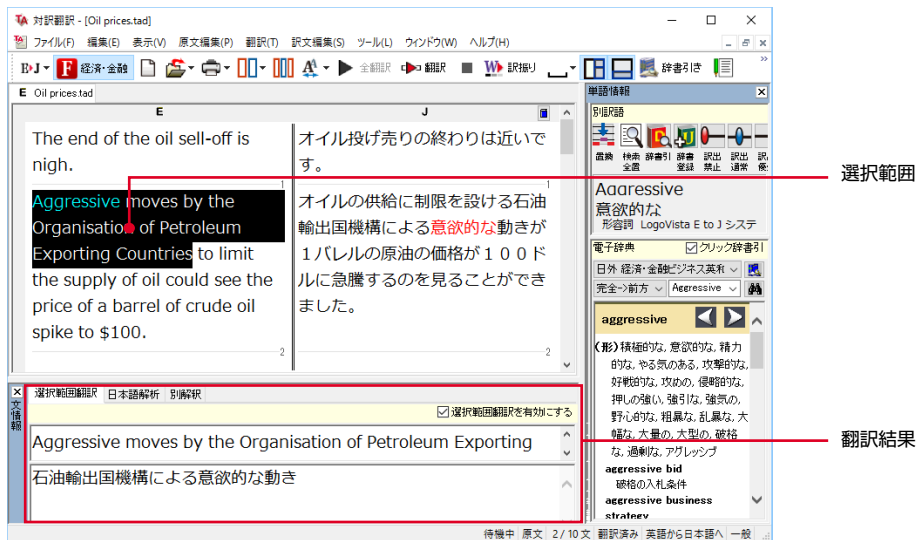 対訳翻訳 - [Oil prices.tad]
ファイル(F) 編集(E) 表示(V) 原文編集(P) 翻訳(T) 訳文編集(S) ツール(L) ウィンドウ(W) ヘルプ(H)
E›J 経済・金融 全翻訳 翻訳 訳振り 辞書引き
E Oil prices.tad
E J
The end of the oil sell-off is
nigh.
1
Aggressive moves by the
Organisation of Petroleum
Exporting Countries to limit
the supply of oil could see the
price of a barrel of crude oil
spike to $100.
2
オイル投げ売りの終わりは近いで
す。
1
オイルの供給に制限を設ける石油
輸出国機構による意欲的な動きが
1バレルの原油の価格が100ド
ルに急騰するのを見ることができ
ました。
2
単語情報
別訳語
置換 検索全置 辞書引 辞書登録 訳出禁止 訳出通常
Aggressive
意欲的な
形容詞 LogoVista E to J システ
電子辞典 クリック辞書引
日外 経済・金融ビジネス英和
完全->前方 Aggressive
aggressive
(形)積極的な, 意欲的な, 精力
的な, やる気のある, 攻撃的な,
好戦的な, 攻めの, 侵略的な,
押しの強い, 強引な, 強気の,
野心的な, 粗暴な, 乱暴な, 大
幅な, 大量の, 大型の, 破格
な, 過剰な, アグレッシブ
aggressive bid
破格の入札条件
aggressive business
strategy
選択範囲
翻訳結果
文情報
選択範囲翻訳 日本語解析 別解釈
選択範囲翻訳を有効にする
Aggressive moves by the Organisation of Petroleum Exporting
石油輸出国機構による意欲的な動き
待機中 原文 2/10文 翻訳済み 英語から日本語へ 一般